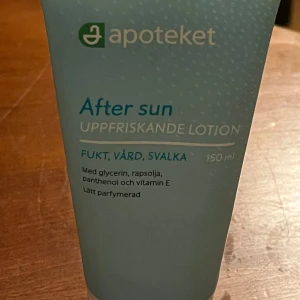 apoteket
After sun
UPPFRISKANDE LOTION
FUKT, VÅRD, SVALKA 150 ml
Med glycerin, rapsolja,
panthenol och vitamin E
Lätt parfymerad